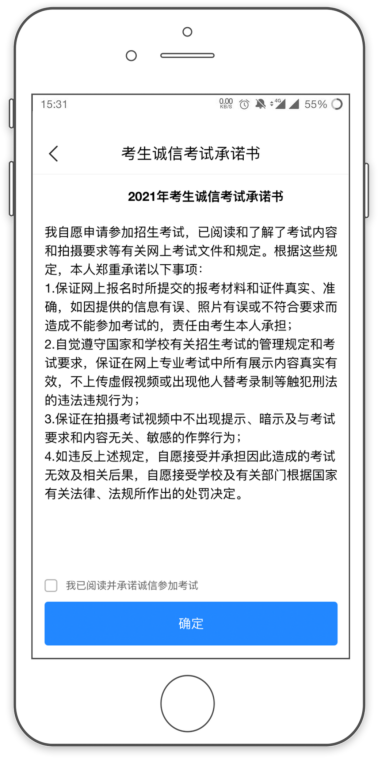 15:31
0.00
KB/S
4G
55%
考生诚信考试承诺书
2021年考生诚信考试承诺书
我自愿申请参加招生考试，已阅读和了解了考试内容
和拍摄要求等有关网上考试文件和规定。根据这些规
定，本人郑重承诺以下事项：
1.保证网上报名时所提交的报考材料和证件真实、准
确，如因提供的信息有误、照片有误或不符合要求而
造成不能参加考试的，责任由考生本人承担；
2.自觉遵守国家和学校有关招生考试的管理规定和考
试要求，保证在网上专业考试中所有展示内容真实有
效，不上传虚假视频或出现他人替考录制等触犯刑法
的违法违规行为；
3.保证在拍摄考试视频中不出现提示、暗示及与考试
要求和内容无关、敏感的作弊行为；
4.如违反上述规定，自愿接受并承担因此造成的考试
无效及相关后果，自愿接受学校及有关部门根据国家
有关法律、法规所作出的处罚决定。
我已阅读并承诺诚信参加考试
确定